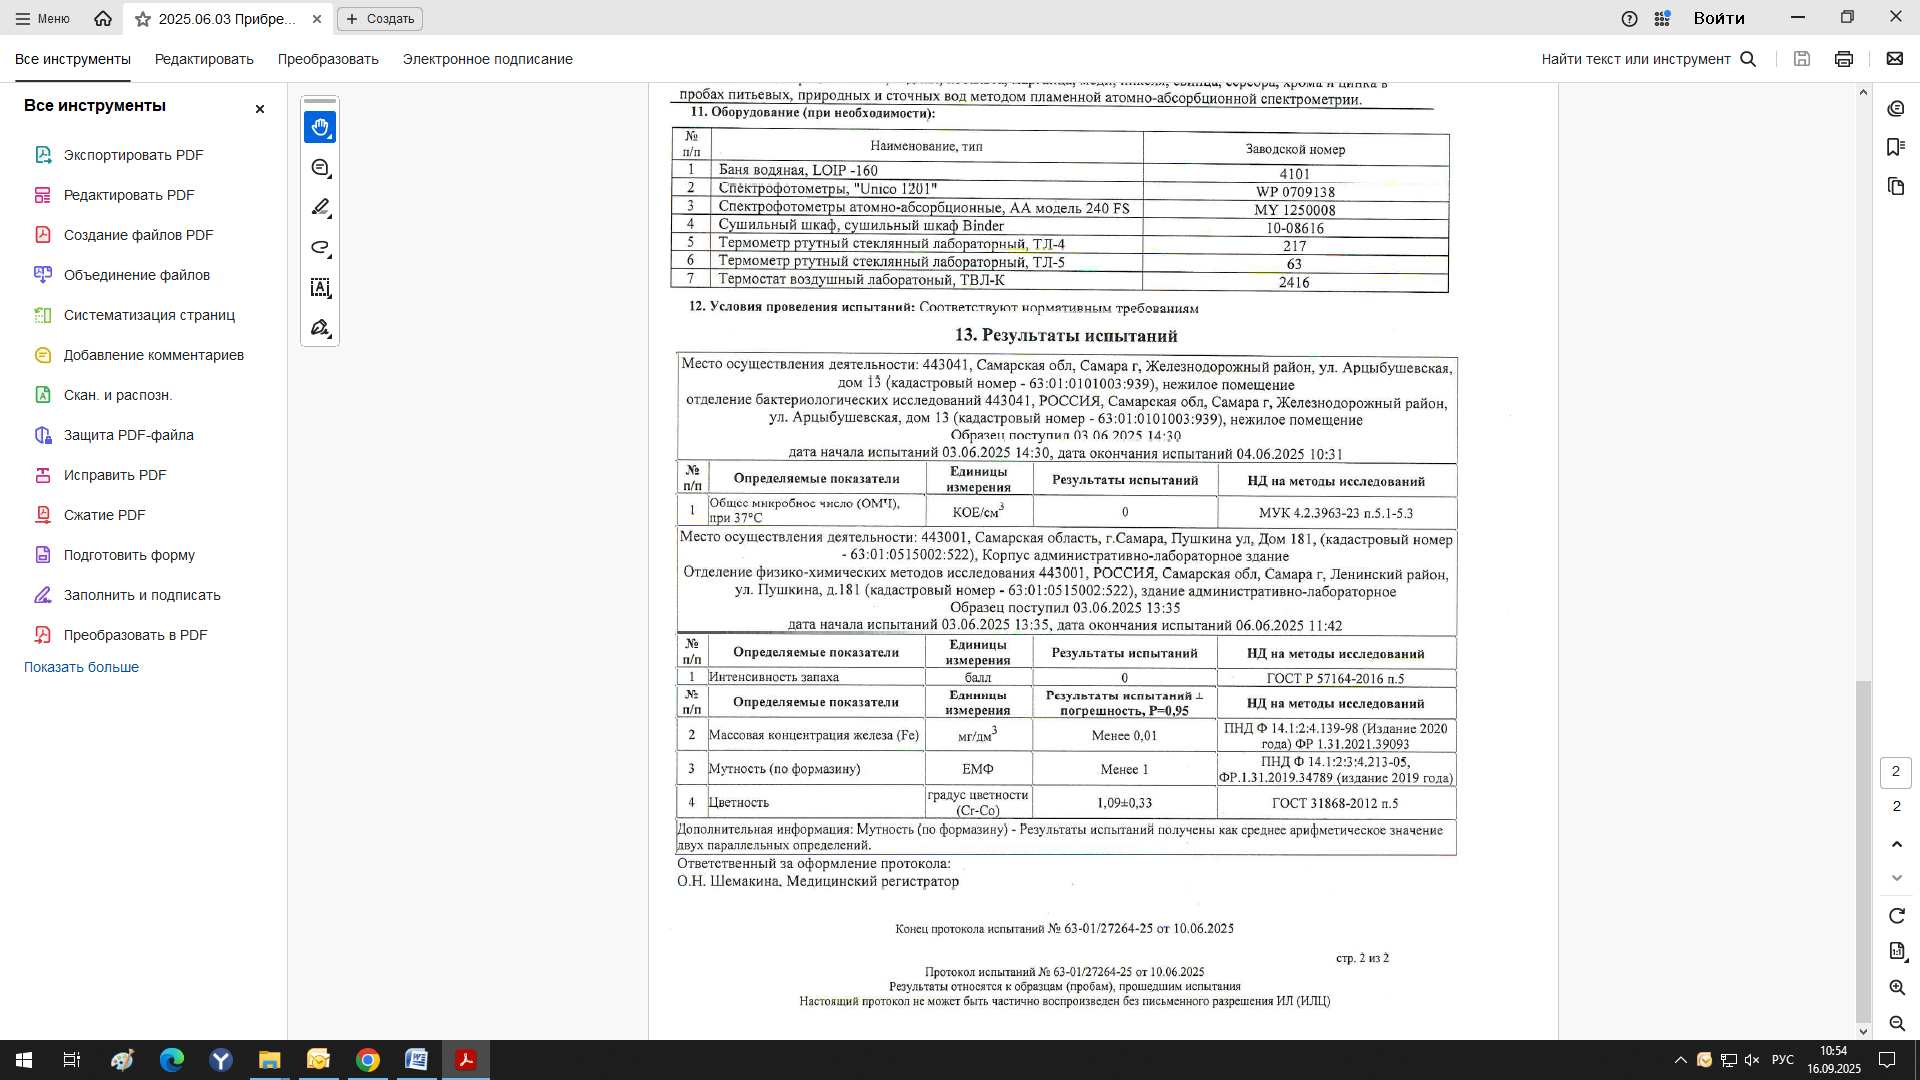 Меню
2025.06.03 Прибре...
Создать
Войти
Все инструменты
Редактировать
Преобразовать
Электронное подписание
Найти текст или инструмент
Все инструменты
Экспортировать PDF
Редактировать PDF
Создание файлов PDF
Объединение файлов
Систематизация страниц
Добавление комментариев
Скан. и распозн.
Защита PDF-файла
Исправить PDF
Сжатие PDF
Подготовить форму
Заполнить и подписать
Преобразовать в PDF
Показать больше
пробах питьевых, природных и сточных вод методом пламенной атомно-абсорбционной спектрометрии.
11. Оборудование (при необходимости):
№ п/п Наименование, тип Заводской номер
1 Баня водяная, LOIP -160 4101
2 Спектрофотометры, "Unico 1201" WP 0709138
3 Спектрофотометры атомно-абсорбционные, АА модель 240 FS MY 1250008
4 Сушильный шкаф, сушильный шкаф Binder 10-08616
5 Термометр ртутный стеклянный лабораторный, ТЛ-4 217
6 Термометр ртутный стеклянный лабораторный, ТЛ-5 63
7 Термостат воздушный лаборатоный, ТВЛ-К 2416
12. Условия проведения испытаний: Соответствуют нормативным требованиям
13. Результаты испытаний
Место осуществления деятельности: 443041, Самарская обл, Самара г, Железнодорожный район, ул. Арцыбушевская,
дом 13 (кадастровый номер - 63:01:0101003:939), нежилое помещение
отделение бактериологических исследований 443041, РОССИЯ, Самарская обл, Самара г, Железнодорожный район,
ул. Арцыбушевская, дом 13 (кадастровый номер - 63:01:0101003:939), нежилое помещение
Образец поступил 03.06.2025 14:30
дата начала испытаний 03.06.2025 14:30, дата окончания испытаний 04.06.2025 10:31
№ п/п Определяемые показатели Единицы измерения Результаты испытаний НД на методы исследований
1 Общее микробное число (ОМЧ), при 37°С КОЕ/см3 0 МУК 4.2.3963-23 п.5.1-5.3
Место осуществления деятельности: 443001, Самарская область, г.Самара, Пушкина ул, Дом 181, (кадастровый номер
- 63:01:0515002:522), Корпус административно-лабораторное здание
Отделение физико-химических методов исследования 443001, РОССИЯ, Самарская обл, Самара г, Ленинский район,
ул. Пушкина, д.181 (кадастровый номер - 63:01:0515002:522), здание административно-лабораторное
Образец поступил 03.06.2025 13:35
дата начала испытаний 03.06.2025 13:35, дата окончания испытаний 06.06.2025 11:42
№ п/п Определяемые показатели Единицы измерения Результаты испытаний НД на методы исследований
1 Интенсивность запаха балл 0 ГОСТ Р 57164-2016 п.5
№ п/п Определяемые показатели Единицы измерения Результаты испытаний ± погрешность, P=0,95 НД на методы исследований
2 Массовая концентрация железа (Fe) мг/дм3 Менее 0,01 ПНД Ф 14.1:2:4.139-98 (Издание 2020 года) ФР 1.31.2021.39093
3 Мутность (по формазину) ЕМФ Менее 1 ПНД Ф 14.1:2:3:4.213-05, ФР.1.31.2019.34789 (издание 2019 года)
4 Цветность градус цветности (Cr-Co) 1,09±0,33 ГОСТ 31868-2012 п.5
Дополнительная информация: Мутность (по формазину) - Результаты испытаний получены как среднее арифметическое значение
двух параллельных определений.
Ответственный за оформление протокола:
О.Н. Шемакина, Медицинский регистратор
Конец протокола испытаний № 63-01/27264-25 от 10.06.2025
стр. 2 из 2
Протокол испытаний № 63-01/27264-25 от 10.06.2025
Результаты относятся к образцам (пробам), прошедшим испытания
Настоящий протокол не может быть частично воспроизведен без письменного разрешения ИЛ (ИЛЦ)
2
2
РУС
10:54
16.09.2025